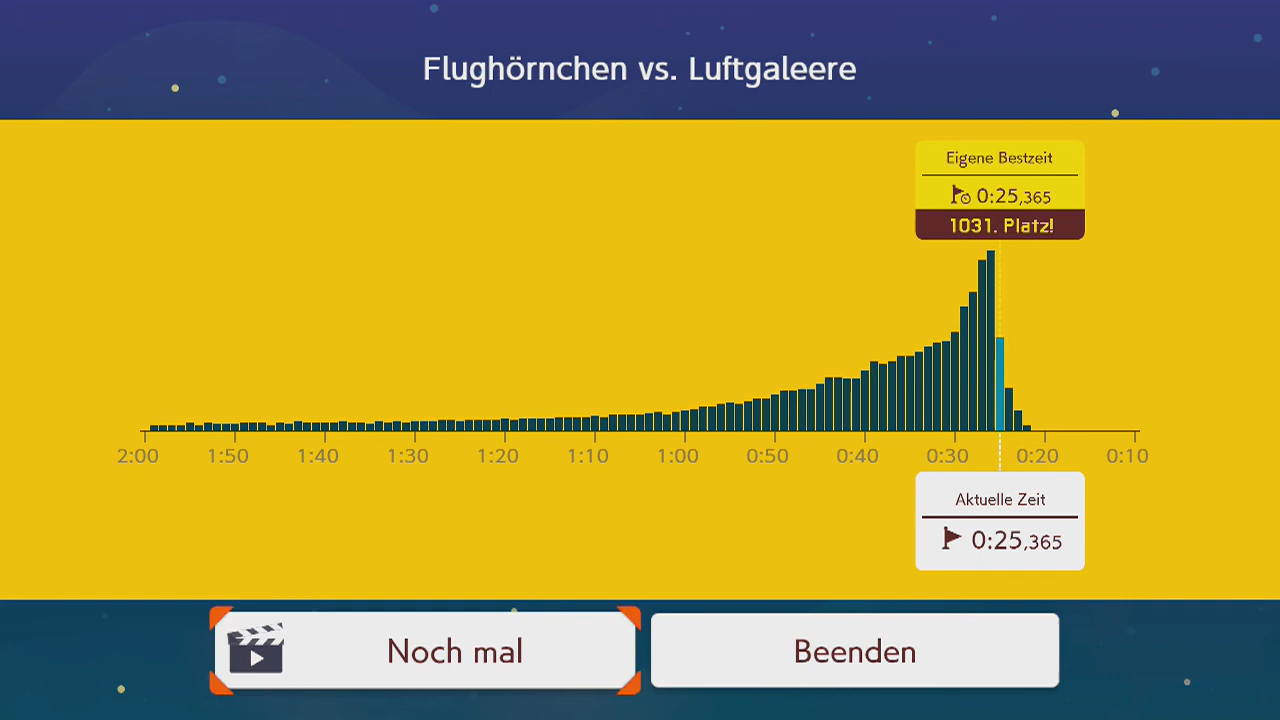 Flughörnchen vs. Luftgaleere
Eigene Bestzeit
0:25,365
1031. Platz!
2:00 1:50 1:40 1:30 1:20 1:10 1:00 0:50 0:40 0:30 0:20 0:10
Aktuelle Zeit
0:25,365
Noch mal
Beenden